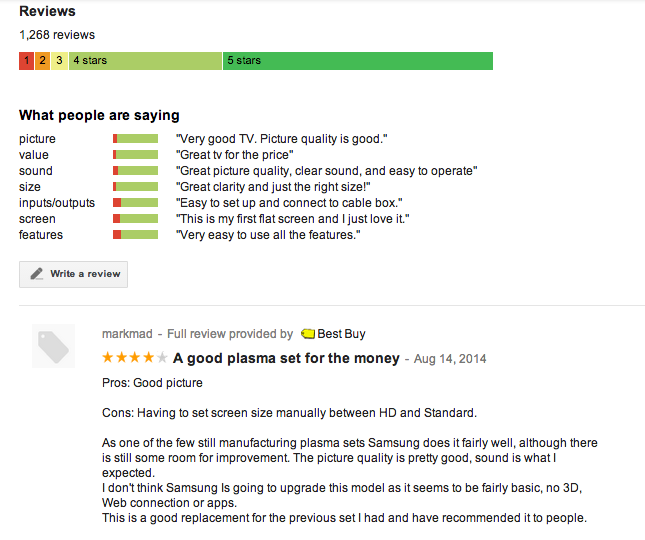 Reviews
1,268 reviews
1 2 3 4 stars 5 stars
What people are saying
picture "Very good TV. Picture quality is good."
value "Great tv for the price"
sound "Great picture quality, clear sound, and easy to operate"
size "Great clarity and just the right size!"
inputs/outputs "Easy to set up and connect to cable box."
screen "This is my first flat screen and I just love it."
features "Very easy to use all the features."
Write a review
markmad - Full review provided by Best Buy
A good plasma set for the money - Aug 14, 2014
Pros: Good picture
Cons: Having to set screen size manually between HD and Standard.
As one of the few still manufacturing plasma sets Samsung does it fairly well, although there
is still some room for improvement. The picture quality is pretty good, sound is what I
expected.
I don't think Samsung Is going to upgrade this model as it seems to be fairly basic, no 3D,
Web connection or apps.
This is a good replacement for the previous set I had and have recommended it to people.